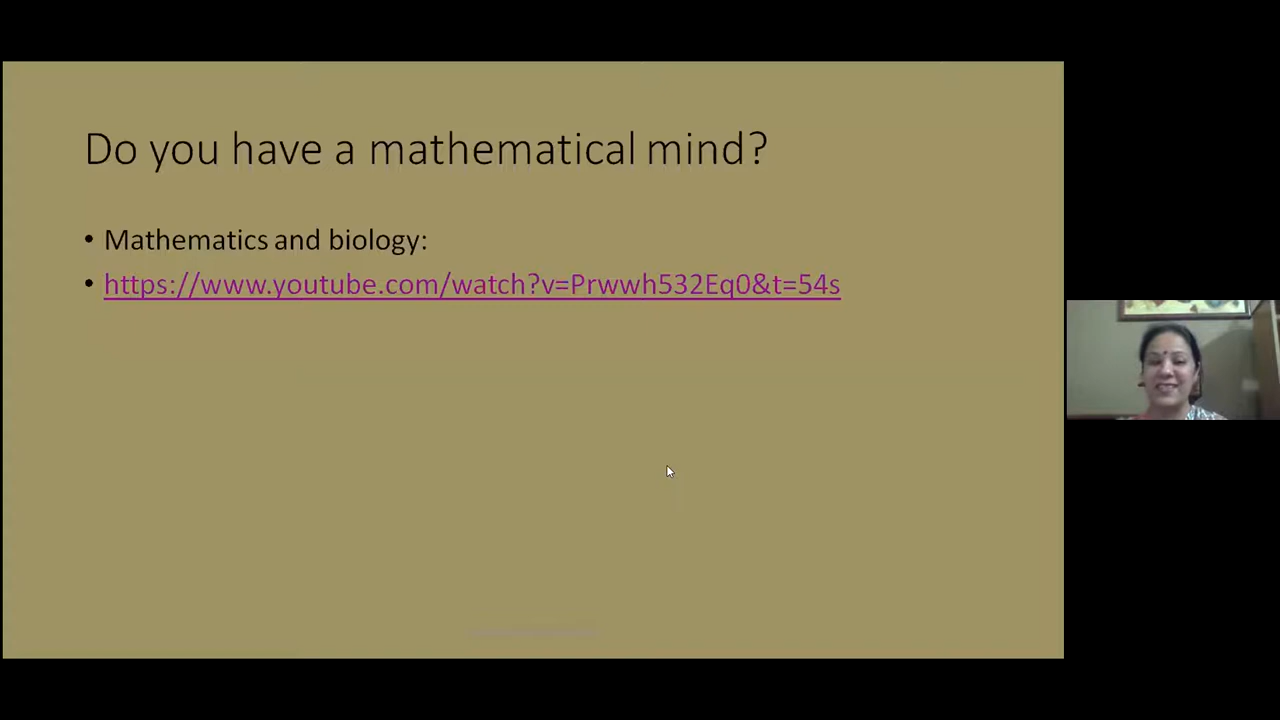 Do you have a mathematical mind?
• Mathematics and biology:
• https://www.youtube.com/watch?v=Prwwh532Eq0&t=54s